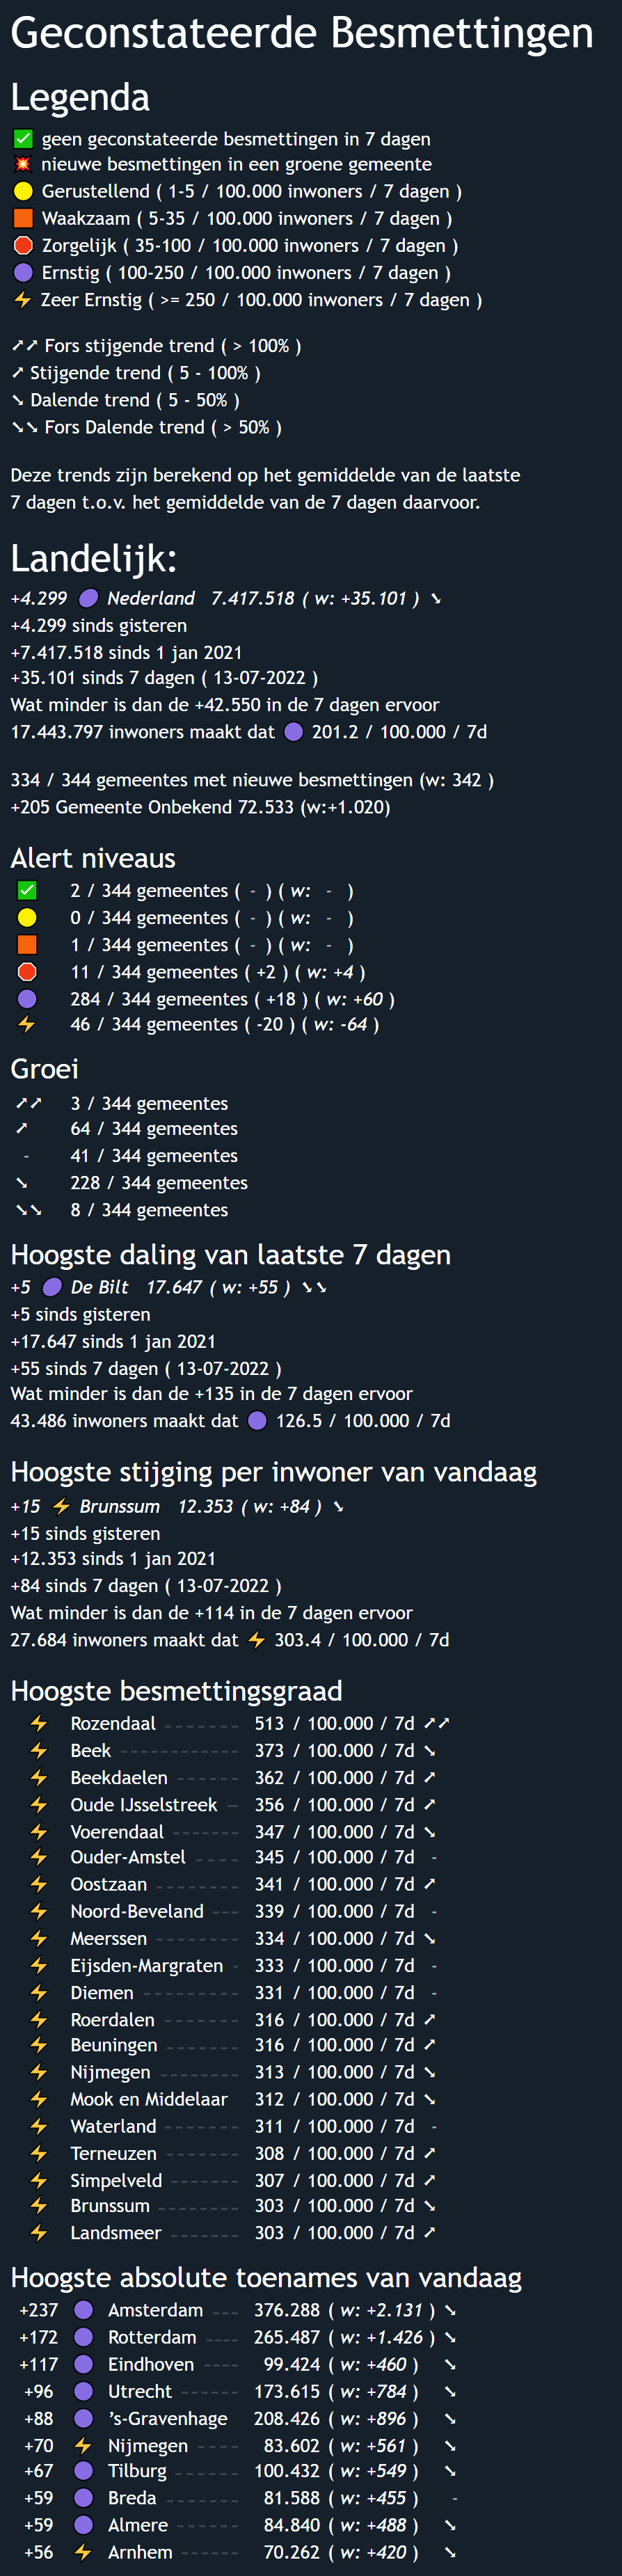 Geconstateerde Besmettingen
Legenda
✅ geen geconstateerde besmettingen in 7 dagen
💥 nieuwe besmettingen in een groene gemeente
🟡 Gerustellend ( 1-5 / 100.000 inwoners / 7 dagen )
🟧 Waakzaam ( 5-35 / 100.000 inwoners / 7 dagen )
🛑 Zorgelijk ( 35-100 / 100.000 inwoners / 7 dagen )
🟣 Ernstig ( 100-250 / 100.000 inwoners / 7 dagen )
⚡ Zeer Ernstig ( >= 250 / 100.000 inwoners / 7 dagen )
➚➚ Fors stijgende trend ( > 100% )
➚ Stijgende trend ( 5 - 100% )
➘ Dalende trend ( 5 - 50% )
➘➘ Fors Dalende trend ( > 50% )
Deze trends zijn berekend op het gemiddelde van de laatste
7 dagen t.o.v. het gemiddelde van de 7 dagen daarvoor.
Landelijk:
+4.299 🟣 Nederland 7.417.518 ( w: +35.101 ) ➘
+4.299 sinds gisteren
+7.417.518 sinds 1 jan 2021
+35.101 sinds 7 dagen ( 13-07-2022 )
Wat minder is dan de +42.550 in de 7 dagen ervoor
17.443.797 inwoners maakt dat 🟣 201.2 / 100.000 / 7d
334 / 344 gemeentes met nieuwe besmettingen (w: 342 )
+205 Gemeente Onbekend 72.533 (w:+1.020)
Alert niveaus
✅ 2 / 344 gemeentes ( - ) ( w: - )
🟡 0 / 344 gemeentes ( - ) ( w: - )
🟧 1 / 344 gemeentes ( - ) ( w: - )
🛑 11 / 344 gemeentes ( +2 ) ( w: +4 )
🟣 284 / 344 gemeentes ( +18 ) ( w: +60 )
⚡ 46 / 344 gemeentes ( -20 ) ( w: -64 )
Groei
➚➚ 3 / 344 gemeentes
➚ 64 / 344 gemeentes
- 41 / 344 gemeentes
➘ 228 / 344 gemeentes
➘➘ 8 / 344 gemeentes
Hoogste daling van laatste 7 dagen
+5 🟣 De Bilt 17.647 ( w: +55 ) ➘➘
+5 sinds gisteren
+17.647 sinds 1 jan 2021
+55 sinds 7 dagen ( 13-07-2022 )
Wat minder is dan de +135 in de 7 dagen ervoor
43.486 inwoners maakt dat 🟣 126.5 / 100.000 / 7d
Hoogste stijging per inwoner van vandaag
+15 ⚡ Brunssum 12.353 ( w: +84 ) ➘
+15 sinds gisteren
+12.353 sinds 1 jan 2021
+84 sinds 7 dagen ( 13-07-2022 )
Wat minder is dan de +114 in de 7 dagen ervoor
27.684 inwoners maakt dat ⚡ 303.4 / 100.000 / 7d
Hoogste besmettingsgraad
⚡ Rozendaal 513 / 100.000 / 7d ➚➚
⚡ Beek 373 / 100.000 / 7d ➘
⚡ Beekdaelen 362 / 100.000 / 7d ➚
⚡ Oude IJsselstreek 356 / 100.000 / 7d ➚
⚡ Voerendaal 347 / 100.000 / 7d ➘
⚡ Ouder-Amstel 345 / 100.000 / 7d -
⚡ Oostzaan 341 / 100.000 / 7d ➚
⚡ Noord-Beveland 339 / 100.000 / 7d -
⚡ Meerssen 334 / 100.000 / 7d ➘
⚡ Eijsden-Margraten 333 / 100.000 / 7d -
⚡ Diemen 331 / 100.000 / 7d -
⚡ Roerdalen 316 / 100.000 / 7d ➚
⚡ Beuningen 316 / 100.000 / 7d ➚
⚡ Nijmegen 313 / 100.000 / 7d ➘
⚡ Mook en Middelaar 312 / 100.000 / 7d ➘
⚡ Waterland 311 / 100.000 / 7d -
⚡ Terneuzen 308 / 100.000 / 7d ➚
⚡ Simpelveld 307 / 100.000 / 7d ➚
⚡ Brunssum 303 / 100.000 / 7d ➘
⚡ Landsmeer 303 / 100.000 / 7d ➚
Hoogste absolute toenames van vandaag
+237 🟣 Amsterdam 376.288 ( w: +2.131 ) ➘
+172 🟣 Rotterdam 265.487 ( w: +1.426 ) ➘
+117 🟣 Eindhoven 99.424 ( w: +460 ) ➘
+96 🟣 Utrecht 173.615 ( w: +784 ) ➘
+88 🟣 's-Gravenhage 208.426 ( w: +896 ) ➘
+70 ⚡ Nijmegen 83.602 ( w: +561 ) ➘
+67 🟣 Tilburg 100.432 ( w: +549 ) ➘
+59 🟣 Breda 81.588 ( w: +455 ) -
+59 🟣 Almere 84.840 ( w: +488 ) ➘
+56 ⚡ Arnhem 70.262 ( w: +420 ) ➘